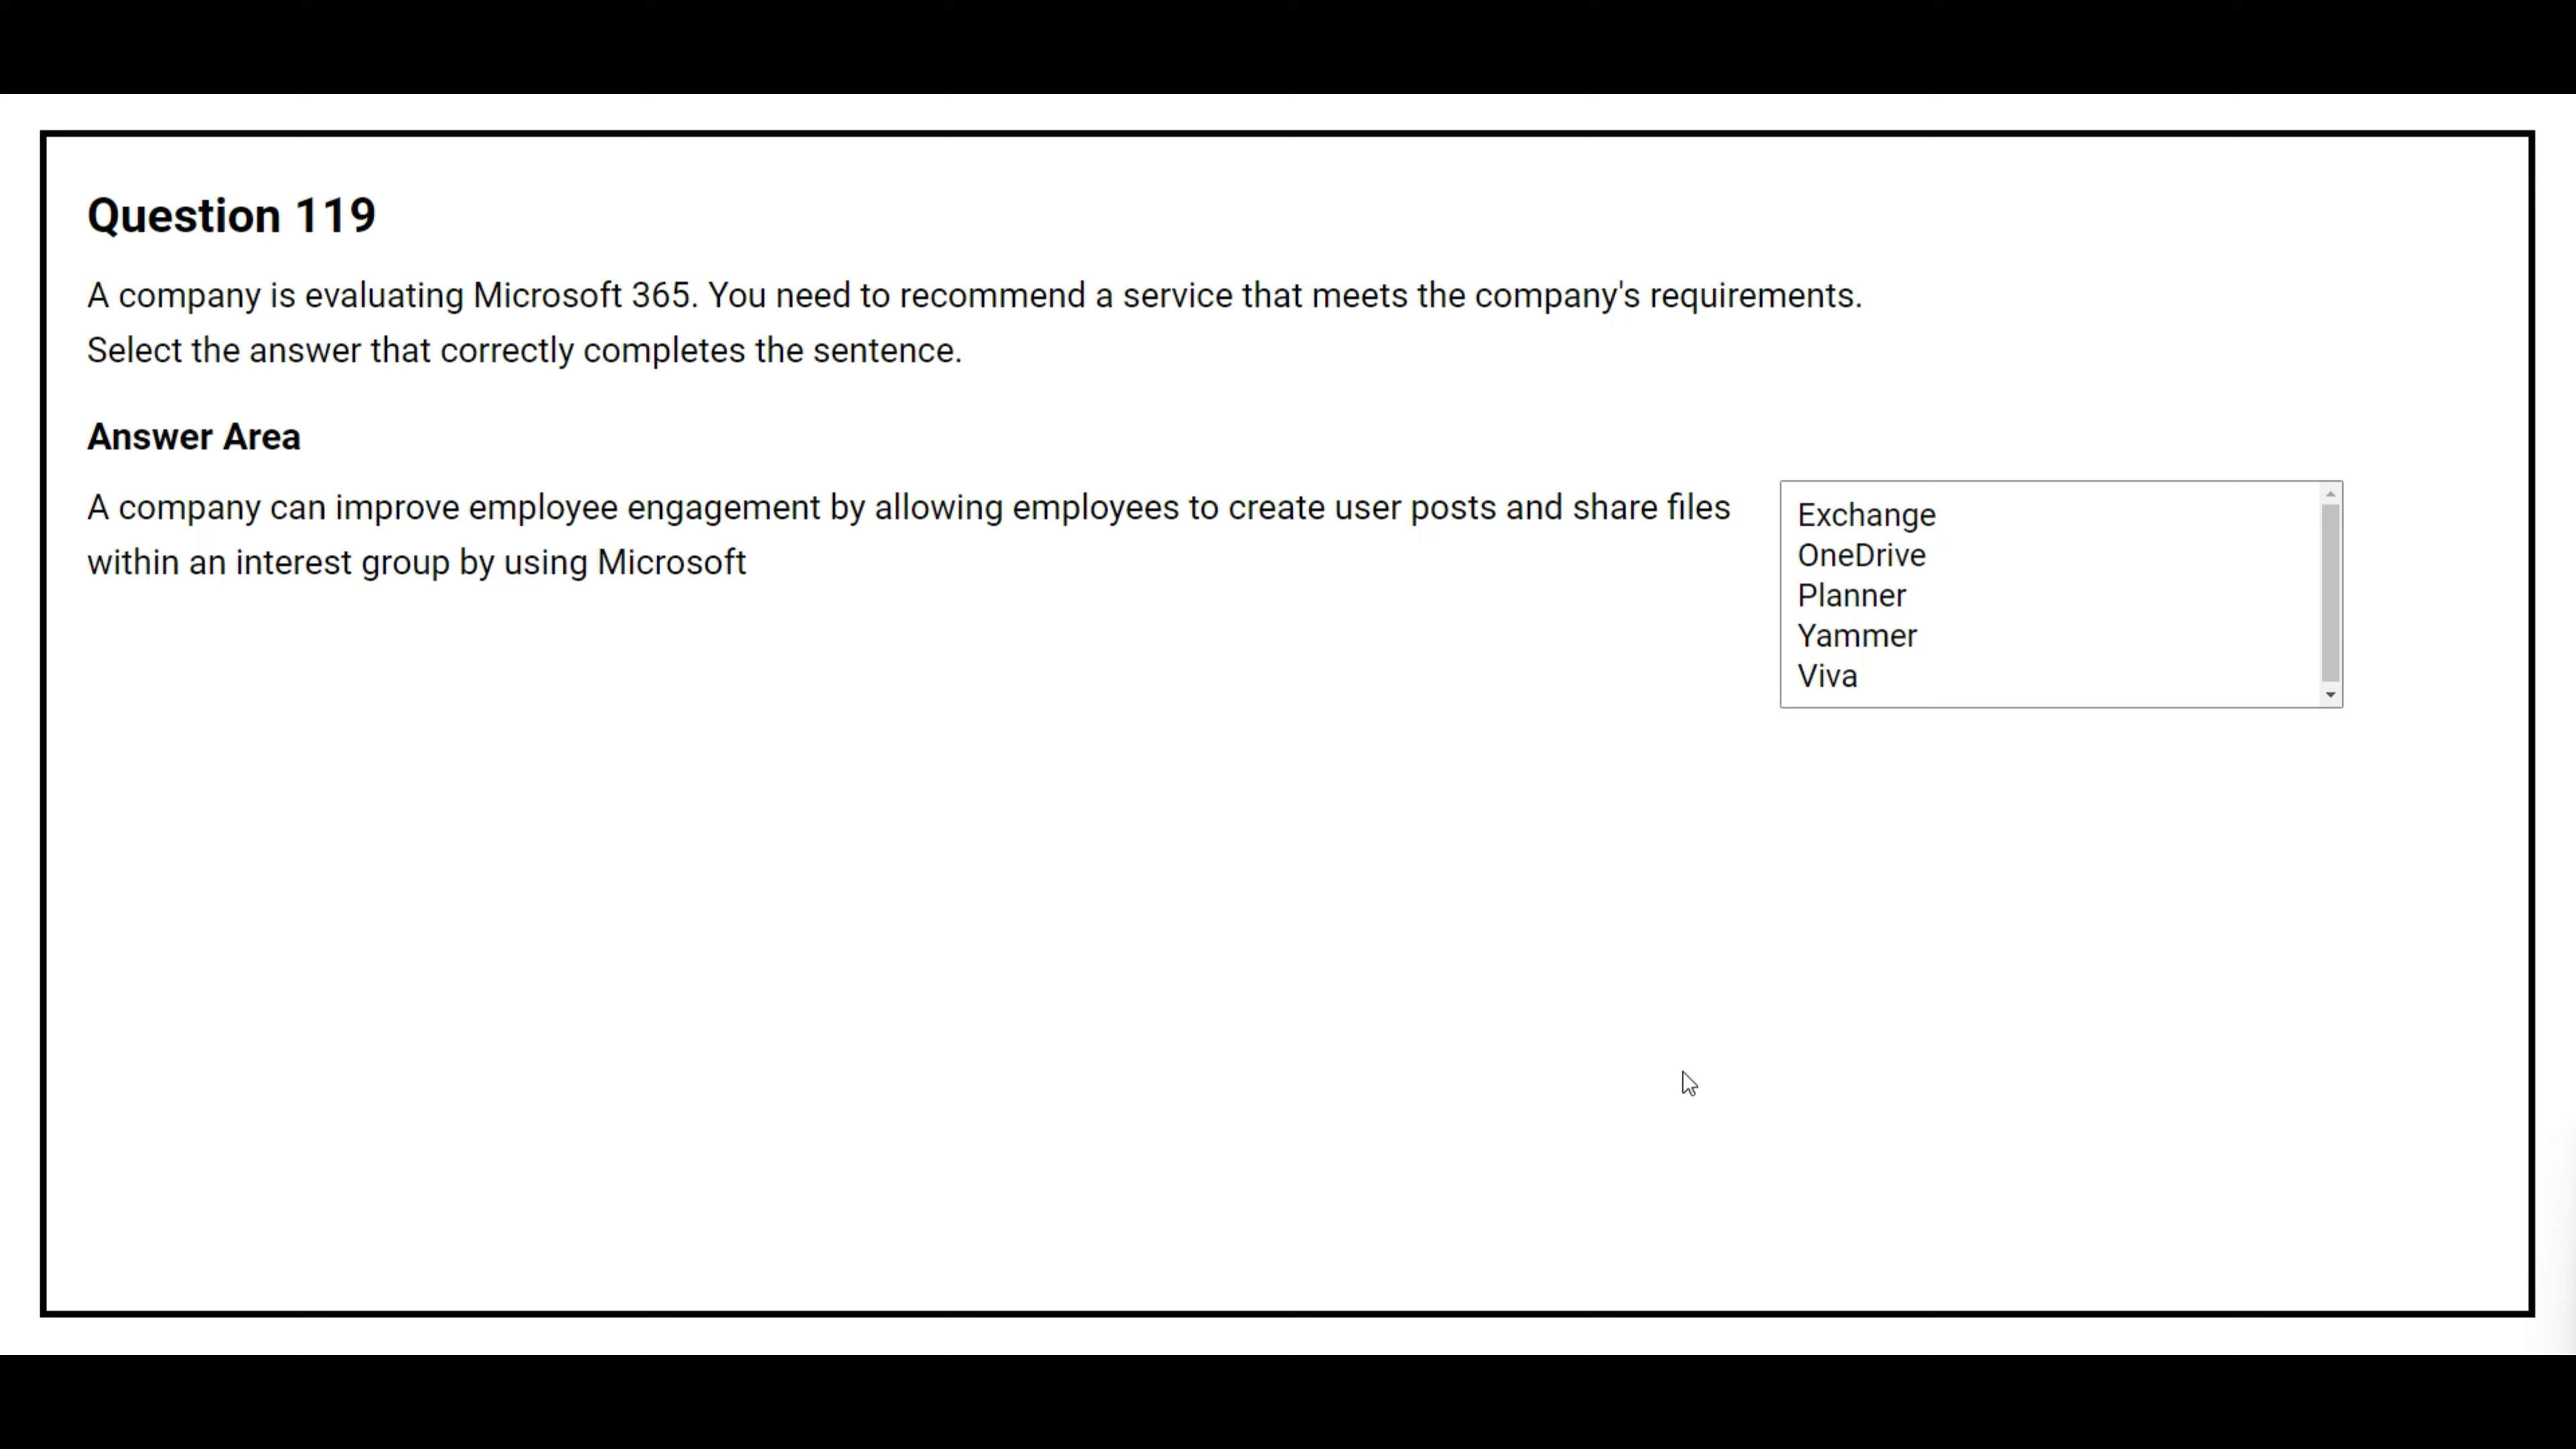 Question 119
A company is evaluating Microsoft 365. You need to recommend a service that meets the company's requirements.
Select the answer that correctly completes the sentence.
Answer Area
A company can improve employee engagement by allowing employees to create user posts and share files
within an interest group by using Microsoft
Exchange
OneDrive
Planner
Yammer
Viva